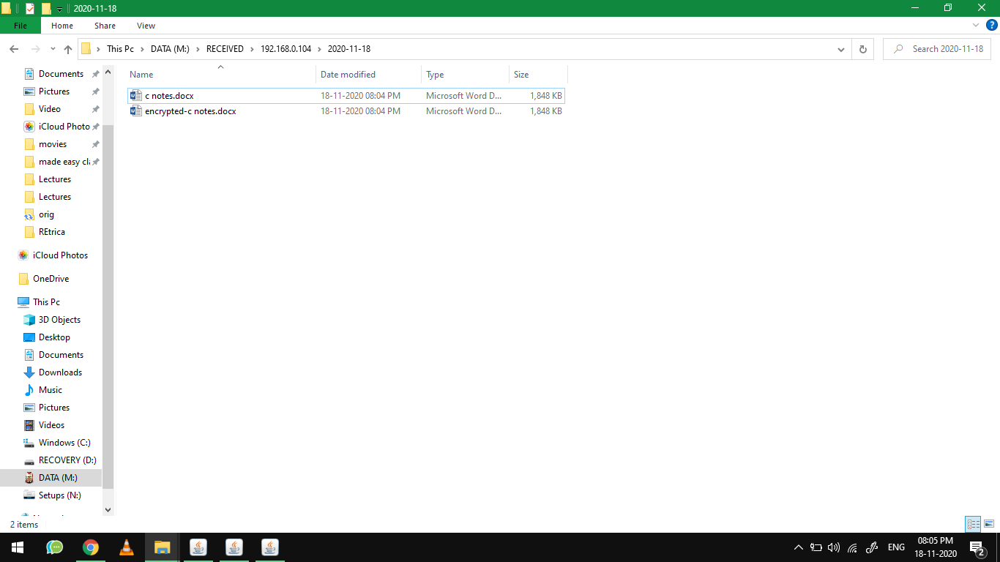 2020-11-18
File Home Share View
This Pc > DATA (M:) > RECEIVED > 192.168.0.104 > 2020-11-18
Search 2020-11-18
Name Date modified Type Size
c notes.docx 18-11-2020 08:04 PM Microsoft Word D... 1,848 KB
encrypted-c notes.docx 18-11-2020 08:04 PM Microsoft Word D... 1,848 KB
Documents
Pictures
Video
iCloud Photo
movies
made easy cla
Lectures
Lectures
orig
REtrica
iCloud Photos
OneDrive
This Pc
3D Objects
Desktop
Documents
Downloads
Music
Pictures
Videos
Windows (C:)
RECOVERY (D:)
DATA (M:)
Setups (N:)
2 items
ENG
08:05 PM
18-11-2020
2